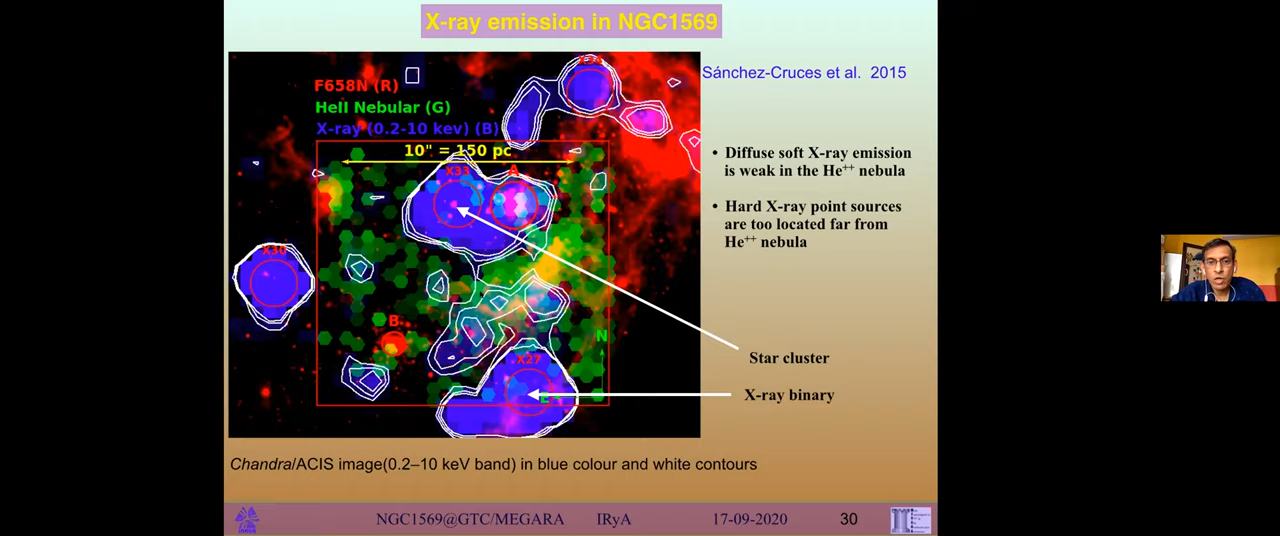 X-ray emission in NGC1569
Sánchez-Cruces et al. 2015
X34
F658N (R)
HeII Nebular (G)
X-ray (0.2-10 kev) (B)
10" = 150 pc
X33
A
X30
B
N
X27
E
• Diffuse soft X-ray emission
is weak in the He++ nebula
• Hard X-ray point sources
are too located far from
He++ nebula
Star cluster
X-ray binary
Chandra/ACIS image(0.2–10 keV band) in blue colour and white contours
NGC1569@GTC/MEGARA IRyA 17-09-2020 30